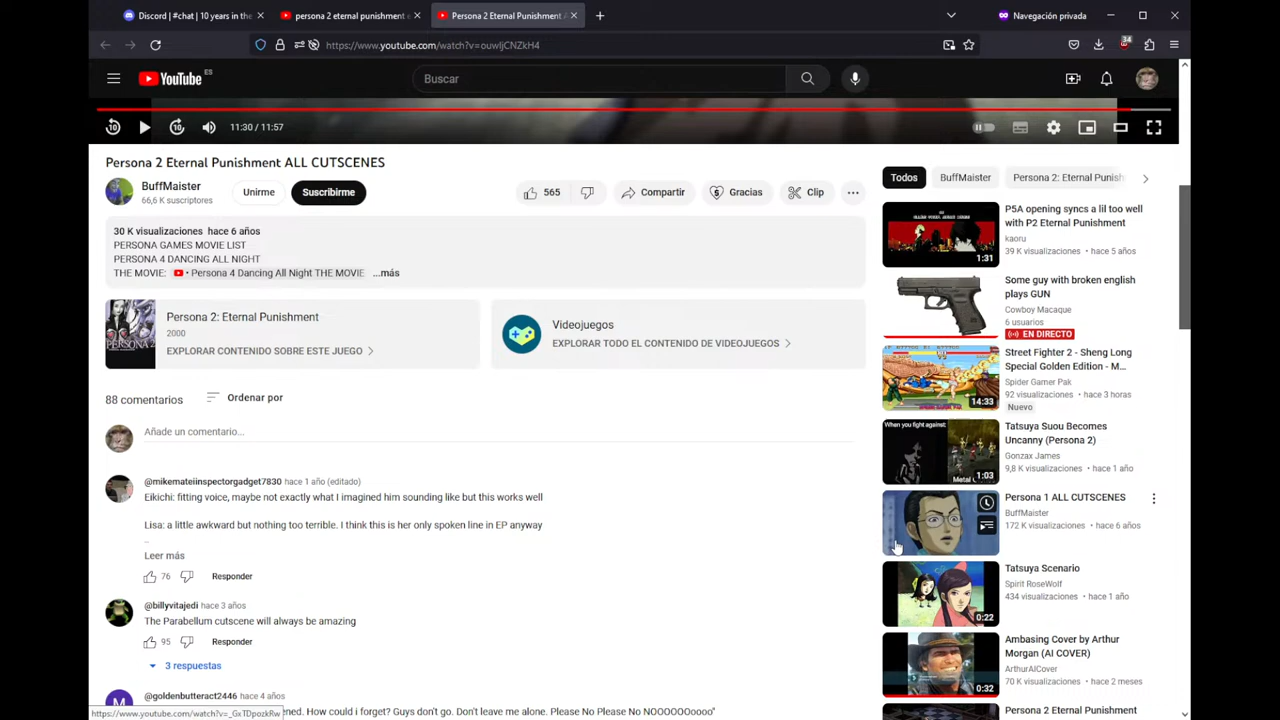 Discord | #chat | 10 years in the
persona 2 eternal punishment e
Persona 2 Eternal Punishment A
Navegación privada
https://www.youtube.com/watch?v=ouwIjCNZkH4
34
YouTube ES
Buscar
11:30 / 11:57
Persona 2 Eternal Punishment ALL CUTSCENES
BuffMaister
66,6 K suscriptores
Unirme
Suscribirme
565
Compartir
Gracias
Clip
30 K visualizaciones hace 6 años
PERSONA GAMES MOVIE LIST
PERSONA 4 DANCING ALL NIGHT
THE MOVIE: • Persona 4 Dancing All Night THE MOVIE ...más
PERSONA
Persona 2: Eternal Punishment
2000
EXPLORAR CONTENIDO SOBRE ESTE JUEGO
Videojuegos
EXPLORAR TODO EL CONTENIDO DE VIDEOJUEGOS
88 comentarios
Ordenar por
Añade un comentario...
@mikemateiinspectorgadget7830 hace 1 año (editado)
Eikichi: fitting voice, maybe not exactly what I imagined him sounding like but this works well
Lisa: a little awkward but nothing too terrible. I think this is her only spoken line in EP anyway
..
Leer más
76
Responder
@billyvitajedi hace 3 años
The Parabellum cutscene will always be amazing
95
Responder
3 respuestas
M
@goldenbuteract2446 hace 4 años
ened. How could i forget? Guys don't go. Don't leave me alone. Please No Please No NOOOOOOoooo"
https://www.youtube.com/watch?v=_GxTDpozkRw
Todos
BuffMaister
Persona 2: Eternal Punish
1:31
P5A opening syncs a lil too well
with P2 Eternal Punishment
kaoru
39 K visualizaciones • hace 5 años
Some guy with broken english
plays GUN
Cowboy Macaque
6 usuarios
EN DIRECTO
14:33
Street Fighter 2 - Sheng Long
Special Golden Edition - M...
Spider Gamer Pak
92 visualizaciones • hace 3 horas
Nuevo
When you fight against:
Metal
1:03
Tatsuya Suou Becomes
Uncanny (Persona 2)
Gonzax James
9,8 K visualizaciones • hace 1 año
Persona 1 ALL CUTSCENES
BuffMaister
172 K visualizaciones • hace 6 años
0:22
Tatsuya Scenario
Spirit RoseWolf
434 visualizaciones • hace 1 año
0:32
Ambasing Cover by Arthur
Morgan (AI COVER)
ArthurAICover
70 K visualizaciones • hace 2 meses
Persona 2 Eternal Punishment